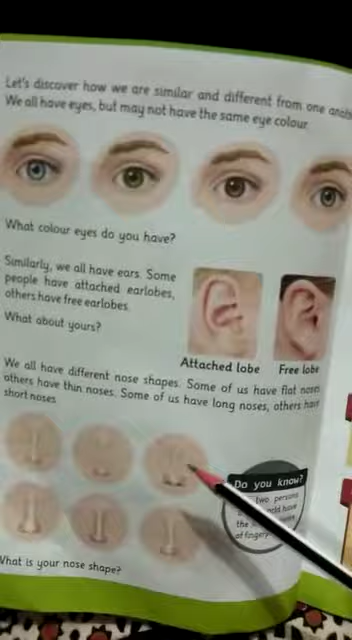 Let's discover how we are similar and different from one
We all have eyes, but may not have the same eye colour.
What colour eyes do you have?
Similarly, we all have ears. Some
people have attached earlobes,
others have free earlobes.
What about yours?
Attached lobe
Free lobe
We all have different nose shapes. Some of us have flat noses
others have thin noses. Some of us have long noses, others have
short noses.
Do you know?
two persons
have
the
of
What is your nose shape?